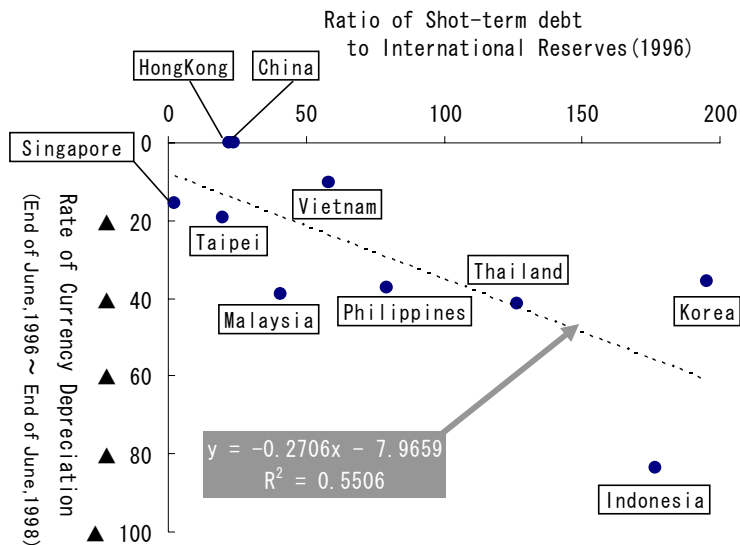 Ratio of Shot-term debt
to International Reserves(1996)
HongKong
China
0 50 100 150 200
0
Singapore
Vietnam
▲ 20
Taipei
Thailand
▲ 40
Malaysia
Philippines
Korea
▲ 60
y = -0.2706x - 7.9659
R² = 0.5506
▲ 80
Indonesia
▲ 100
Rate of Currency Depreciation
(End of June,1996～End of June,1998)